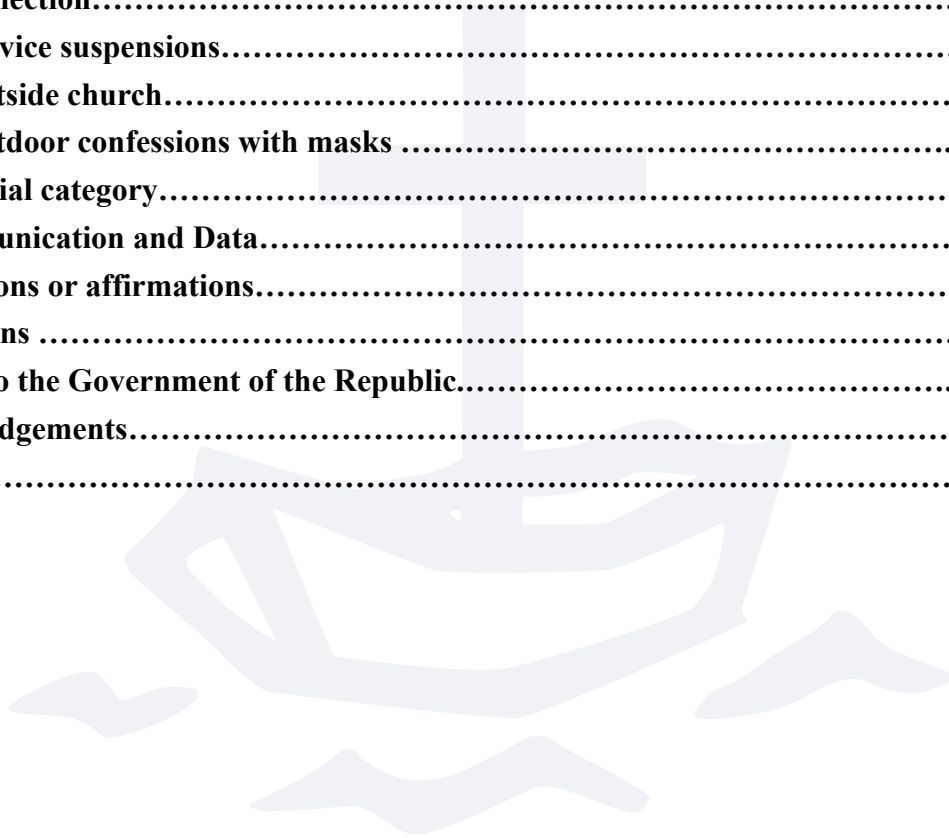 lection..........................................................................
vice suspensions..........................................................................
tside church..........................................................................
tdoor confessions with masks ..........................................................................
ial category..........................................................................
unication and Data..........................................................................
ons or affirmations..........................................................................
ns ..........................................................................
o the Government of the Republic..........................................................................
dgements..........................................................................
..........................................................................